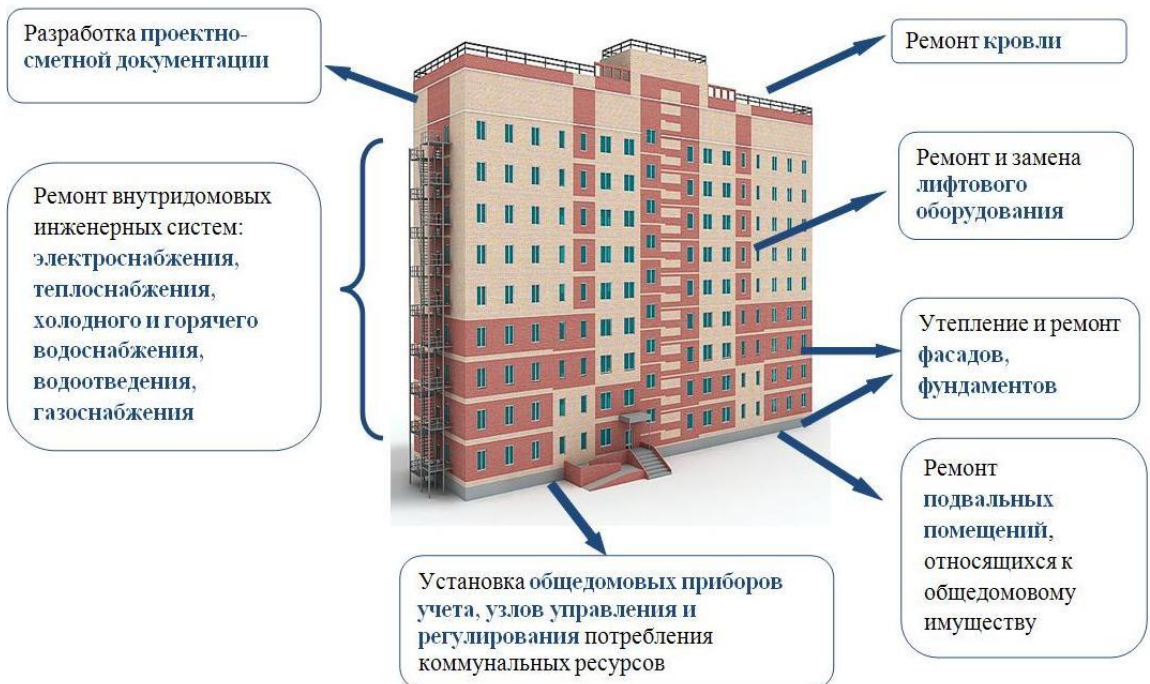 Разработка проектно-
сметной документации
Ремонт кровли
Ремонт внутридомовых
инженерных систем:
электроснабжения,
теплоснабжения,
холодного и горячего
водоснабжения,
водоотведения,
газоснабжения
Ремонт и замена
лифтового
оборудования
Утепление и ремонт
фасадов,
фундаментов
Ремонт
подвальных
помещений,
относящихся к
общедомовому
имуществу
Установка общедомовых приборов
учета, узлов управления и
регулирования потребления
коммунальных ресурсов